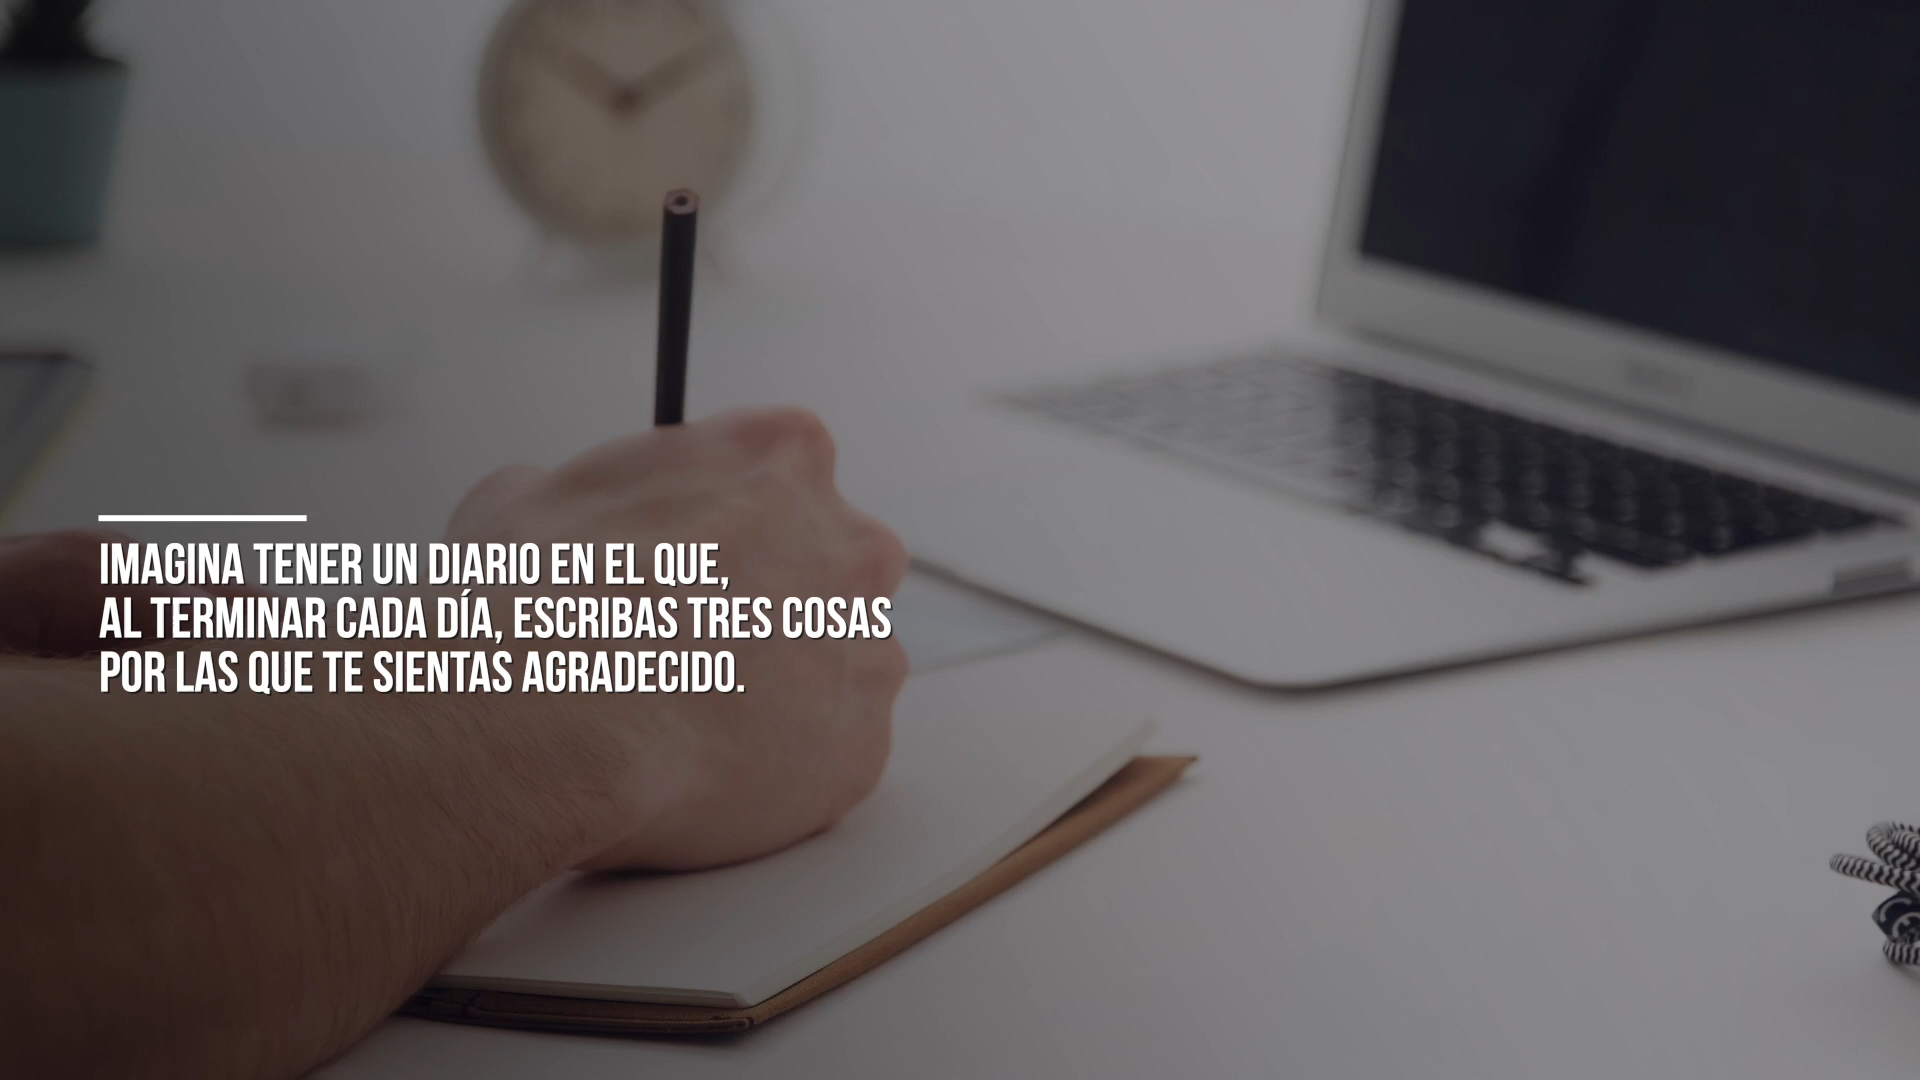 IMAGINA TENER UN DIARIO EN EL QUE,
AL TERMINAR CADA DÍA, ESCRIBAS TRES COSAS
POR LAS QUE TE SIENTAS AGRADECIDO.